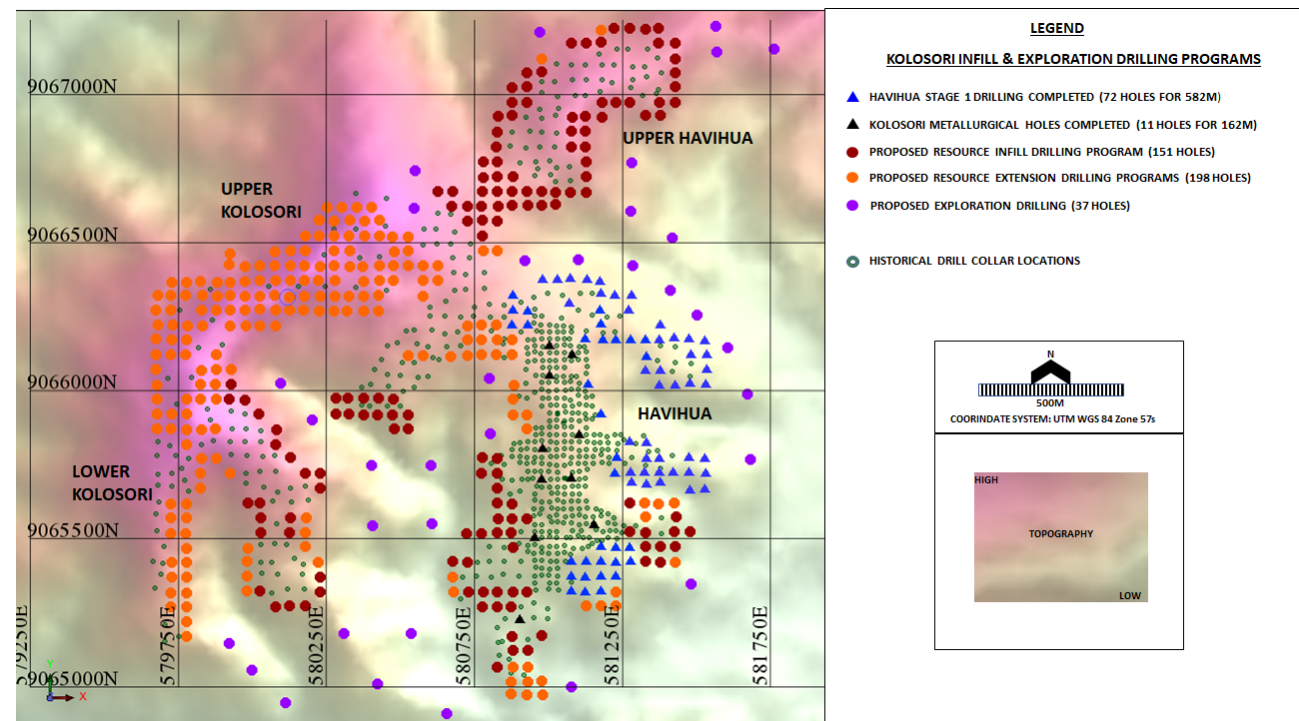 LEGEND
KOLOSORI INFILL & EXPLORATION DRILLING PROGRAMS
HAVIHUA STAGE 1 DRILLING COMPLETED (72 HOLES FOR 582M)
KOLOSORI METALLURGICAL HOLES COMPLETED (11 HOLES FOR 162M)
PROPOSED RESOURCE INFILL DRILLING PROGRAM (151 HOLES)
PROPOSED RESOURCE EXTENSION DRILLING PROGRAMS (198 HOLES)
PROPOSED EXPLORATION DRILLING (37 HOLES)
HISTORICAL DRILL COLLAR LOCATIONS
9067000N
UPPER HAVIHUA
UPPER
KOLOSORI
9066500N
9066000N
HAVIHUA
LOWER
KOLOSORI
9065500N
9065000N
579250E
579750E
580250E
580750E
581250E
581750E
Y
X
N
500M
COORINDATE SYSTEM: UTM WGS 84 Zone 57s
HIGH
TOPOGRAPHY
LOW